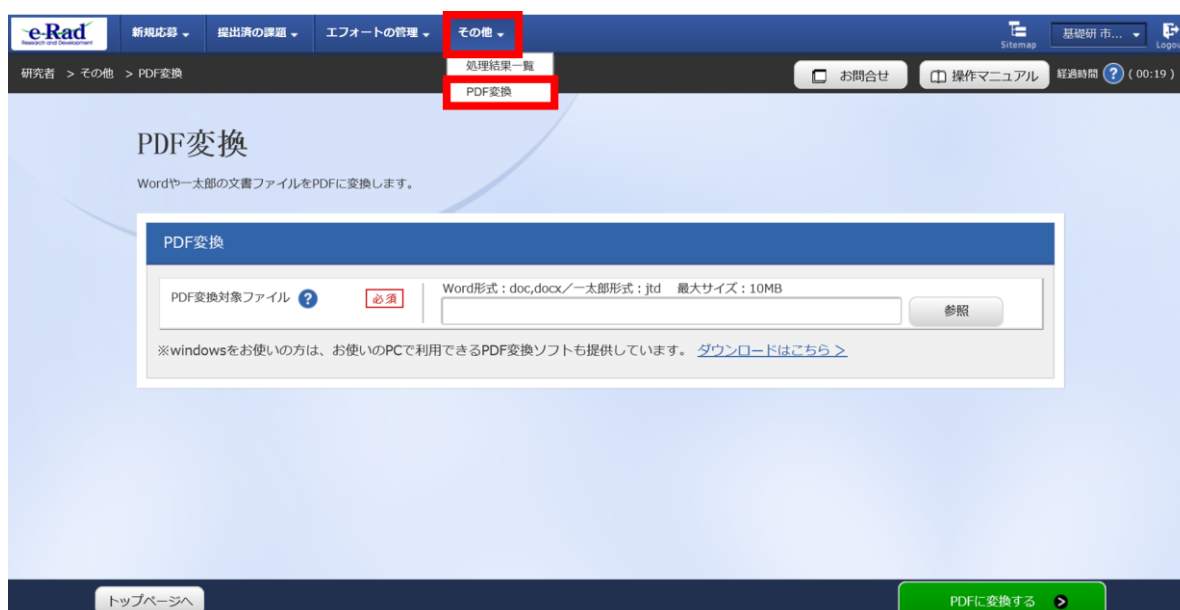 e-Rad
Research and Development
新規応募
提出済の課題
エフォートの管理
その他
Sitemap
基礎研 市...
Logou
研究者 > その他 > PDF変換
処理結果一覧
PDF変換
お問合せ
操作マニュアル
経過時間 ? ( 00:19 )
PDF変換
Wordや一太郎の文書ファイルをPDFに変換します。
PDF変換
PDF変換対象ファイル ?
必須
Word形式：doc,docx／一太郎形式：jtd 最大サイズ：10MB
参照
※windowsをお使いの方は、お使いのPCで利用できるPDF変換ソフトも提供しています。 ダウンロードはこちら >
トップページへ
PDFに変換する